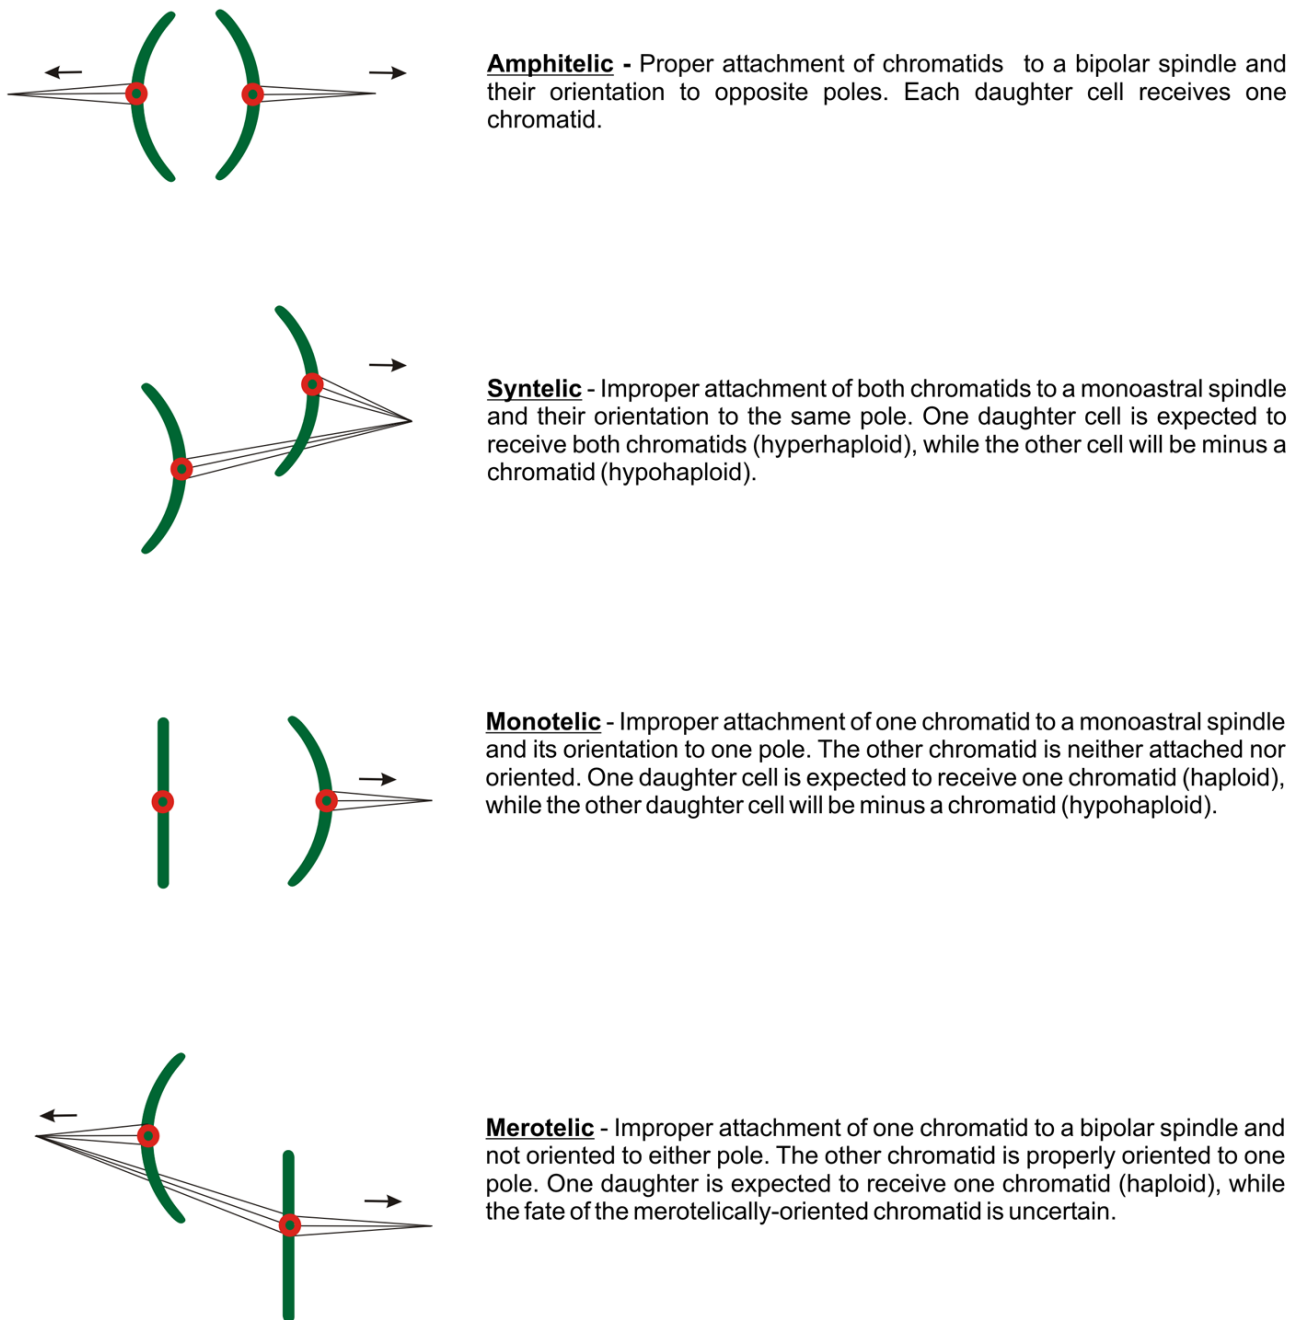 Amphitelic - Proper attachment of chromatids to a bipolar spindle and
their orientation to opposite poles. Each daughter cell receives one
chromatid.
Syntelic - Improper attachment of both chromatids to a monoastral spindle
and their orientation to the same pole. One daughter cell is expected to
receive both chromatids (hyperhaploid), while the other cell will be minus a
chromatid (hypohaploid).
Monotelic - Improper attachment of one chromatid to a monoastral spindle
and its orientation to one pole. The other chromatid is neither attached nor
oriented. One daughter cell is expected to receive one chromatid (haploid),
while the other daughter cell will be minus a chromatid (hypohaploid).
Merotelic - Improper attachment of one chromatid to a bipolar spindle and
not oriented to either pole. The other chromatid is properly oriented to one
pole. One daughter is expected to receive one chromatid (haploid), while
the fate of the merotelically-oriented chromatid is uncertain.